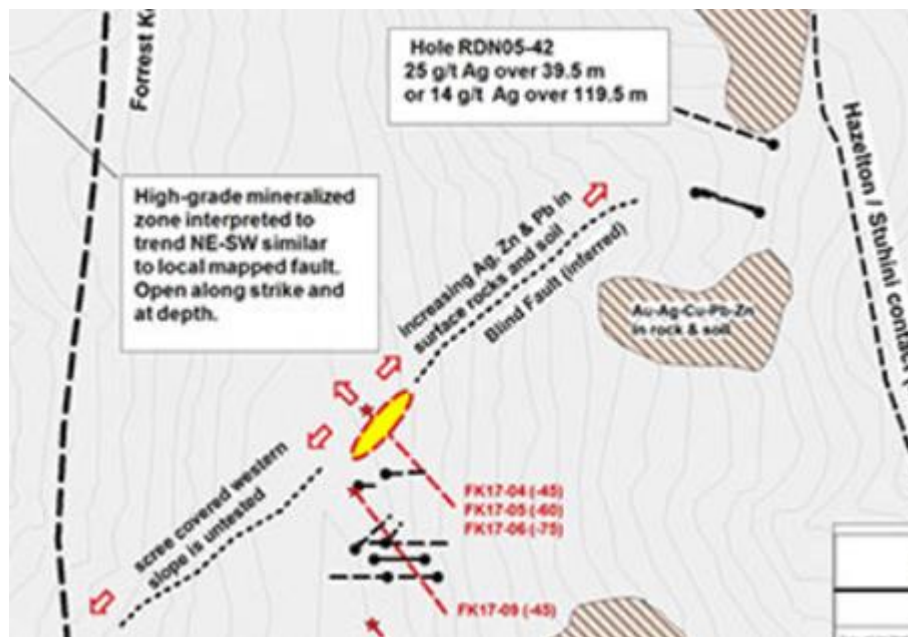 Forrest K
Hole RDN05-42
25 g/t Ag over 39.5 m
or 14 g/t Ag over 119.5 m
Hazelton / Stuhini contact (
High-grade mineralized
zone interpreted to
trend NE-SW similar
to local mapped fault.
Open along strike and
at depth.
increasing Ag, Zn & Pb in
surface rocks and soil
Blind Fault (inferred)
Au-Ag-Cu-Pb-Zn
in rock & soil
scree covered western
slope is untested
FK17-04 (-45)
FK17-05 (-60)
FK17-06 (-75)
FK17-09 (-45)